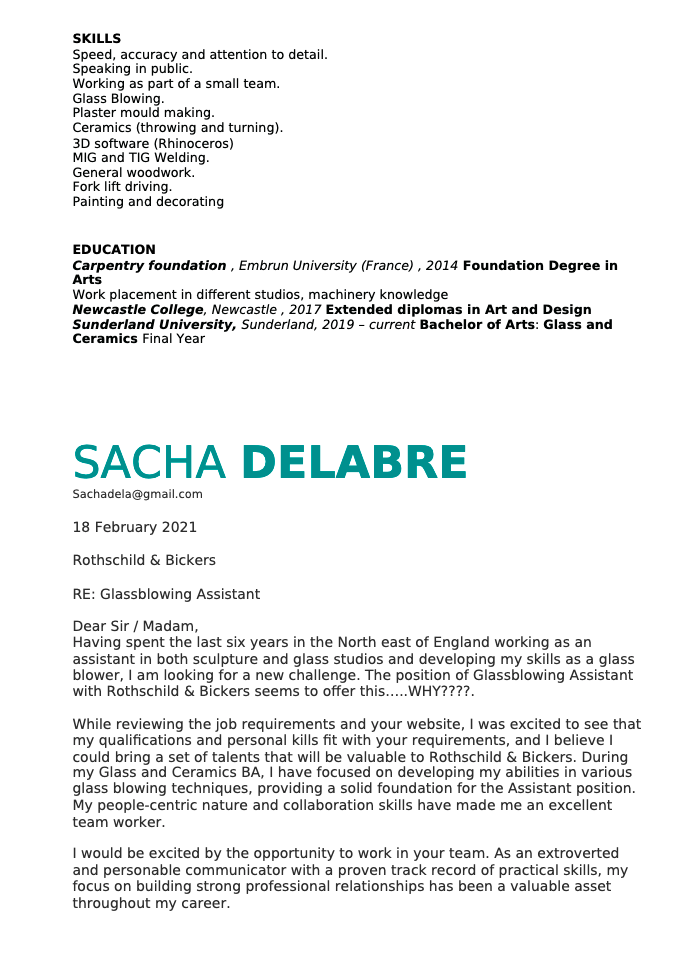 SKILLS
Speed, accuracy and attention to detail.
Speaking in public.
Working as part of a small team.
Glass Blowing.
Plaster mould making.
Ceramics (throwing and turning).
3D software (Rhinoceros)
MIG and TIG Welding.
General woodwork.
Fork lift driving.
Painting and decorating
EDUCATION
Carpentry foundation , Embrun University (France) , 2014 Foundation Degree in
Arts
Work placement in different studios, machinery knowledge
Newcastle College, Newcastle , 2017 Extended diplomas in Art and Design
Sunderland University, Sunderland, 2019 – current Bachelor of Arts: Glass and
Ceramics Final Year
SACHA DELABRE
Sachadela@gmail.com
18 February 2021
Rothschild & Bickers
RE: Glassblowing Assistant
Dear Sir / Madam,
Having spent the last six years in the North east of England working as an
assistant in both sculpture and glass studios and developing my skills as a glass
blower, I am looking for a new challenge. The position of Glassblowing Assistant
with Rothschild & Bickers seems to offer this…..WHY????.
While reviewing the job requirements and your website, I was excited to see that
my qualifications and personal kills fit with your requirements, and I believe I
could bring a set of talents that will be valuable to Rothschild & Bickers. During
my Glass and Ceramics BA, I have focused on developing my abilities in various
glass blowing techniques, providing a solid foundation for the Assistant position.
My people-centric nature and collaboration skills have made me an excellent
team worker.
I would be excited by the opportunity to work in your team. As an extroverted
and personable communicator with a proven track record of practical skills, my
focus on building strong professional relationships has been a valuable asset
throughout my career.